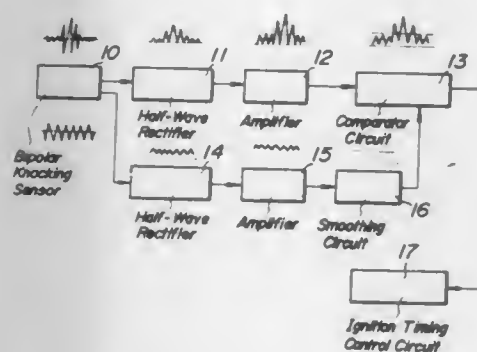 10
11
12
13
Half-Wave
Rectifier
Amplifier
Comparator
Circuit
Bipolar
Knocking
Sensor
14
15
16
Half-Wave
Rectifier
Amplifier
Smoothing
Circuit
17
Ignition Timing
Control Circuit